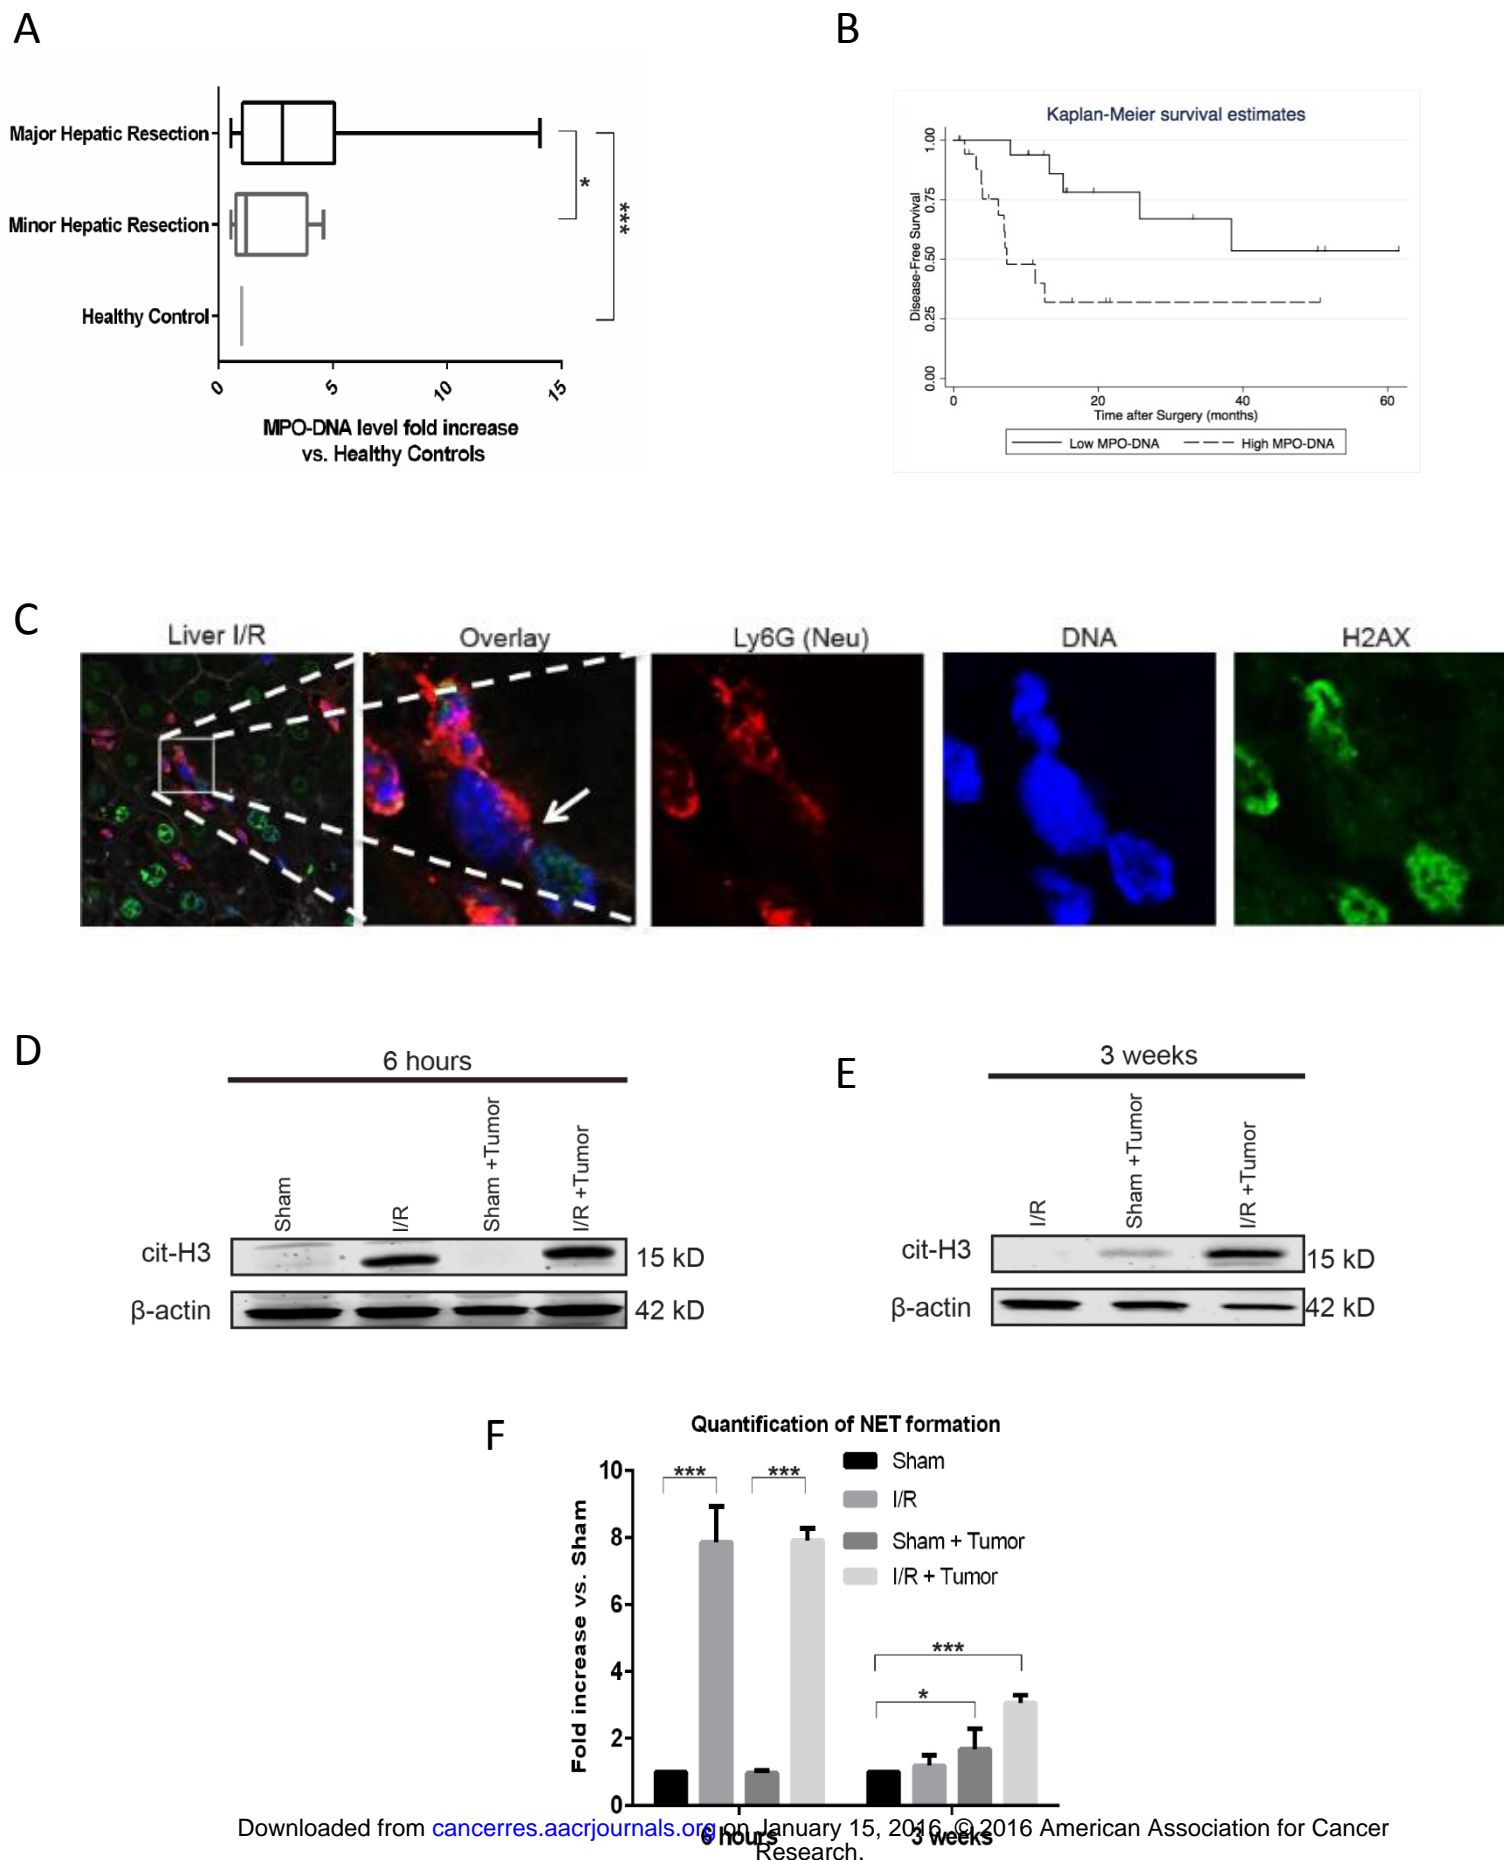 A
Major Hepatic Resection
Minor Hepatic Resection
Healthy Control
*
***
0 5 10 15
MPO-DNA level fold increase
vs. Healthy Controls
B
Kaplan-Meier survival estimates
Disease-Free Survival
1.00
0.75
0.50
0.25
0.00
0 20 40 60
Time after Surgery (months)
Low MPO-DNA High MPO-DNA
C
Liver I/R Overlay Ly6G (Neu) DNA H2AX
D
6 hours
Sham I/R Sham +Tumor I/R +Tumor
cit-H3 15 kD
β-actin 42 kD
E
3 weeks
I/R Sham +Tumor I/R +Tumor
cit-H3 15 kD
β-actin 42 kD
F
Quantification of NET formation
Sham
I/R
Sham + Tumor
I/R + Tumor
Fold increase vs. Sham
10
8
6
4
2
0
*** ***
***
*
6 hours 3 weeks
Downloaded from cancerres.aacrjournals.org on January 15, 2016. © 2016 American Association for Cancer
Research.